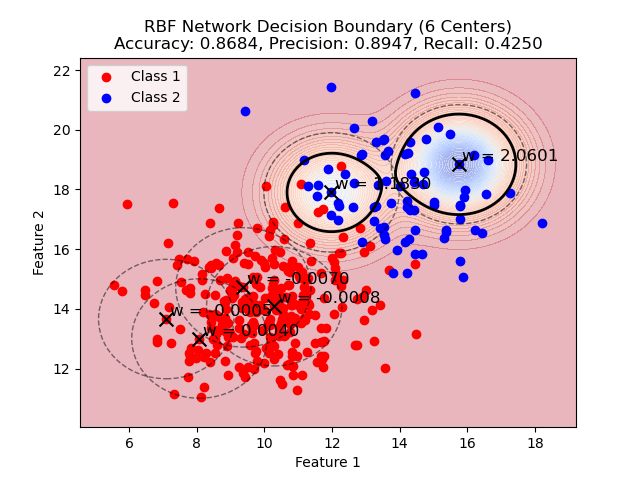 RBF Network Decision Boundary (6 Centers)
Accuracy: 0.8684, Precision: 0.8947, Recall: 0.4250
Class 1
Class 2
22
20
18
16
14
12
Feature 2
w = 2.0601
w = 1.1830
w = -0.0070
w = -0.0008
w = -0.0005
w = 0.0040
6 8 10 12 14 16 18
Feature 1